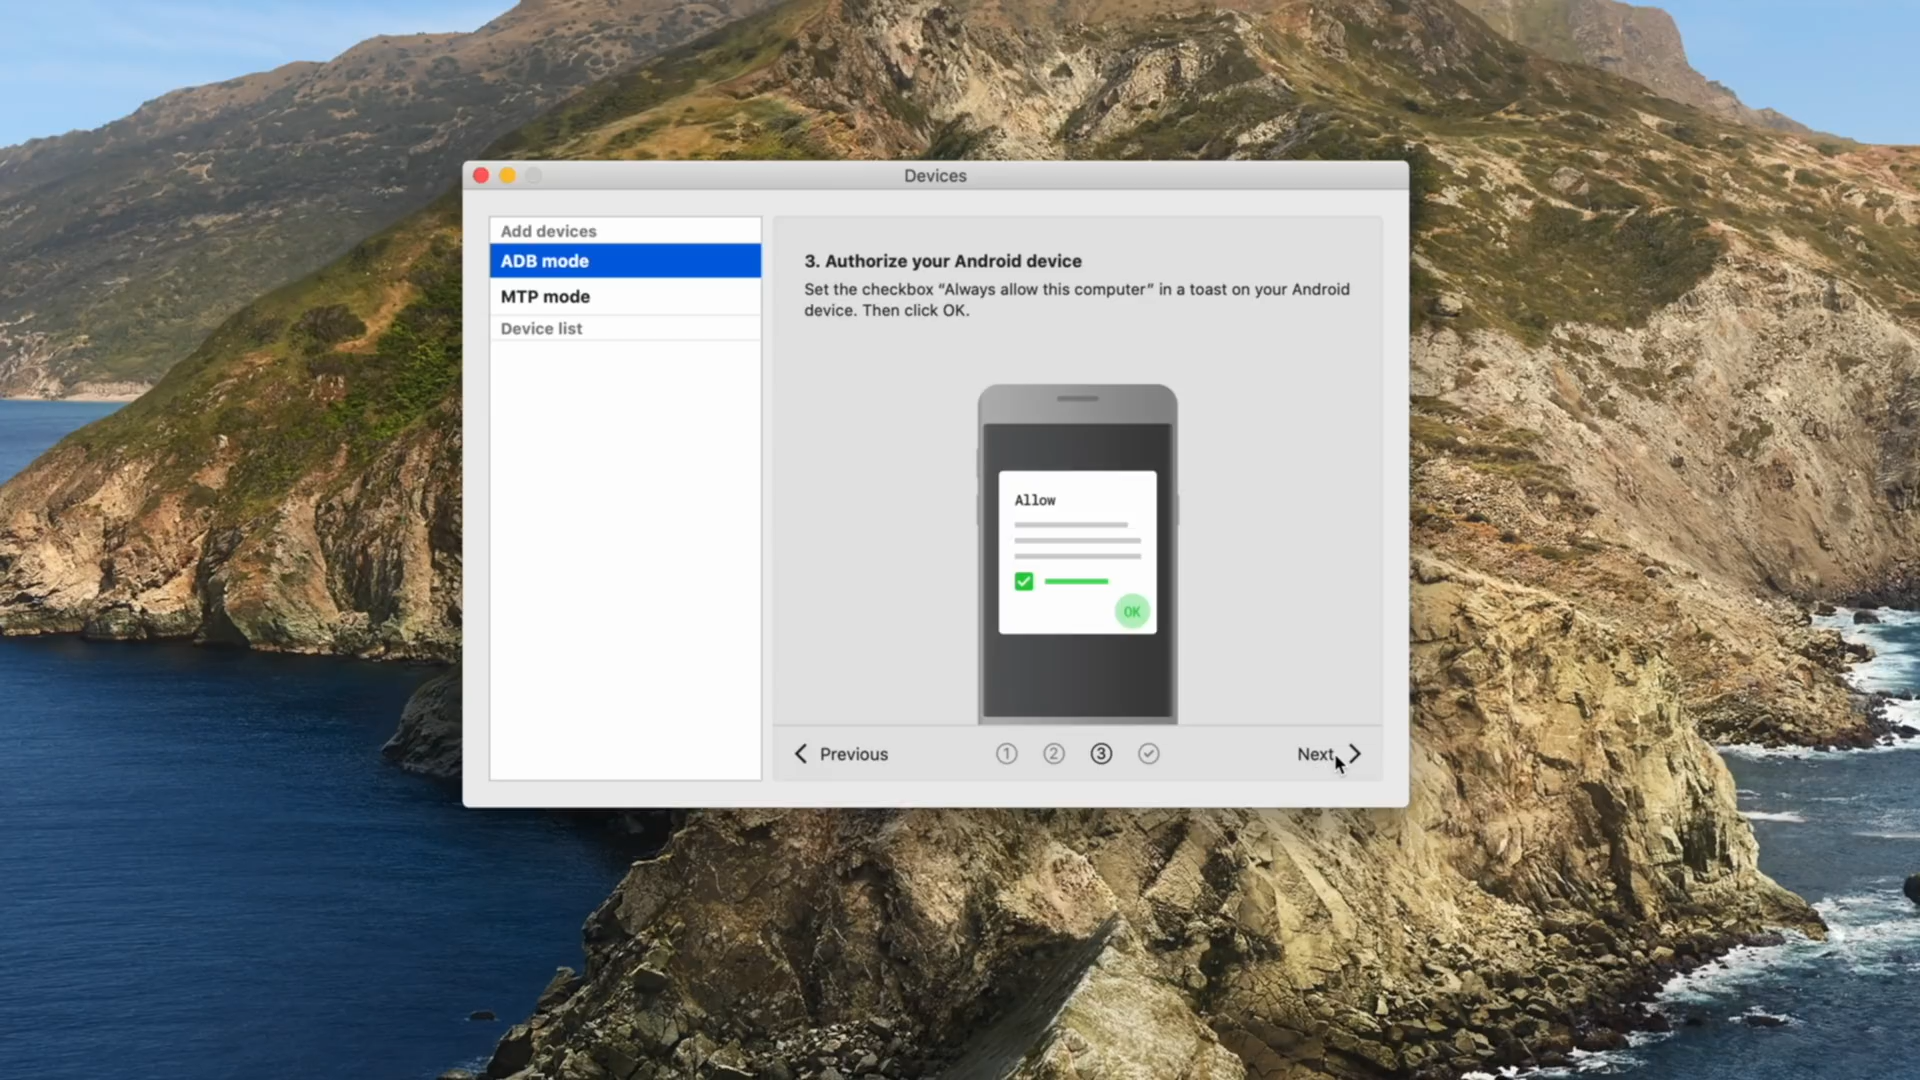 Devices
Add devices
ADB mode
MTP mode
Device list
3. Authorize your Android device
Set the checkbox “Always allow this computer” in a toast on your Android
device. Then click OK.
Allow
OK
Previous
1
2
3
Next